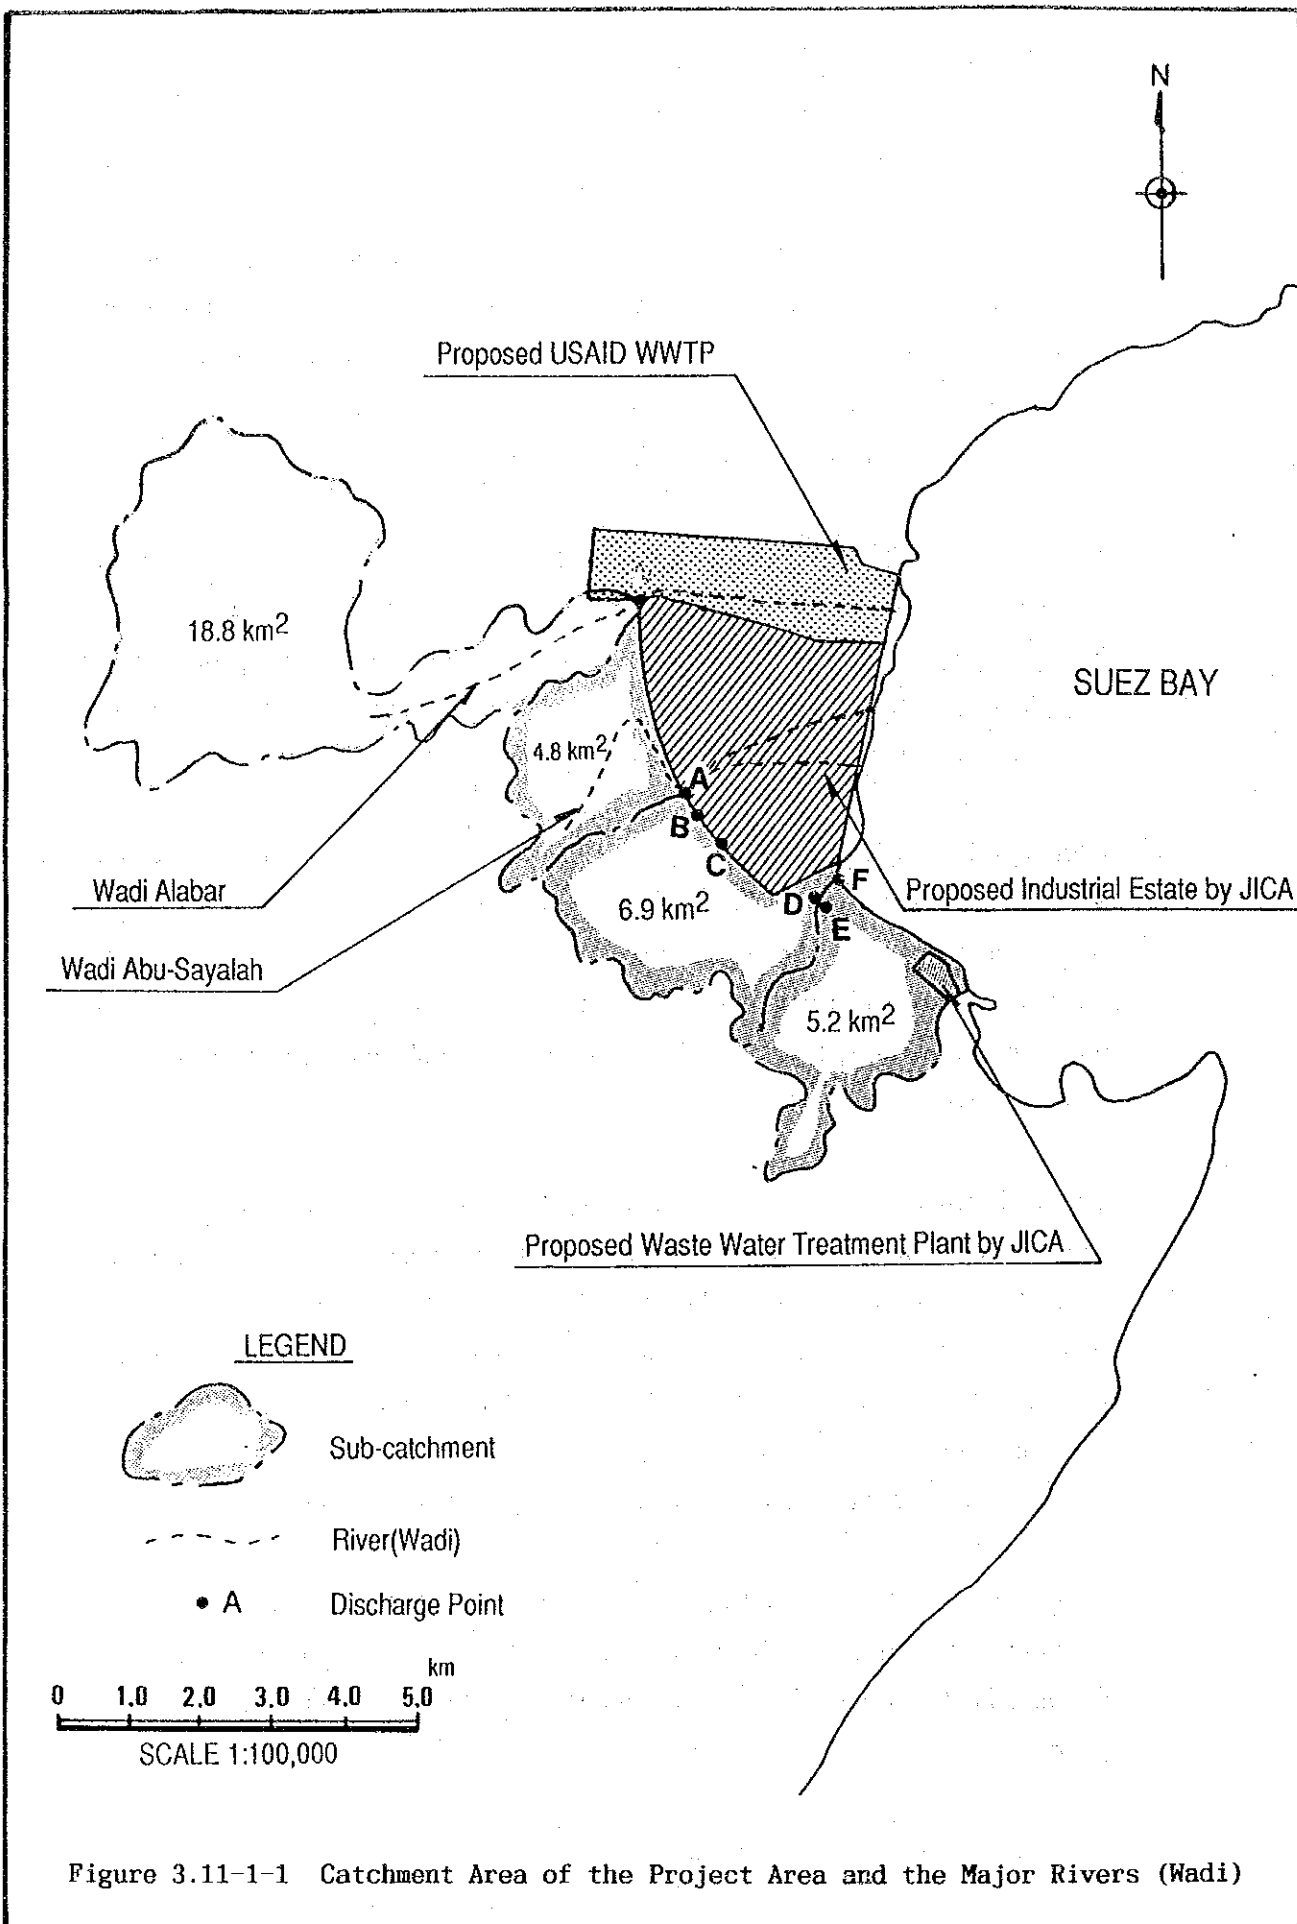 N
Proposed USAID WWTP
18.8 km2
SUEZ BAY
4.8 km2
A
B
C
Wadi Alabar
F
Proposed Industrial Estate by JICA
D
E
6.9 km2
Wadi Abu-Sayalah
5.2 km2
Proposed Waste Water Treatment Plant by JICA
LEGEND
Sub-catchment
River(Wadi)
A Discharge Point
km
0 1.0 2.0 3.0 4.0 5.0
SCALE 1:100,000
Figure 3.11-1-1 Catchment Area of the Project Area and the Major Rivers (Wadi)